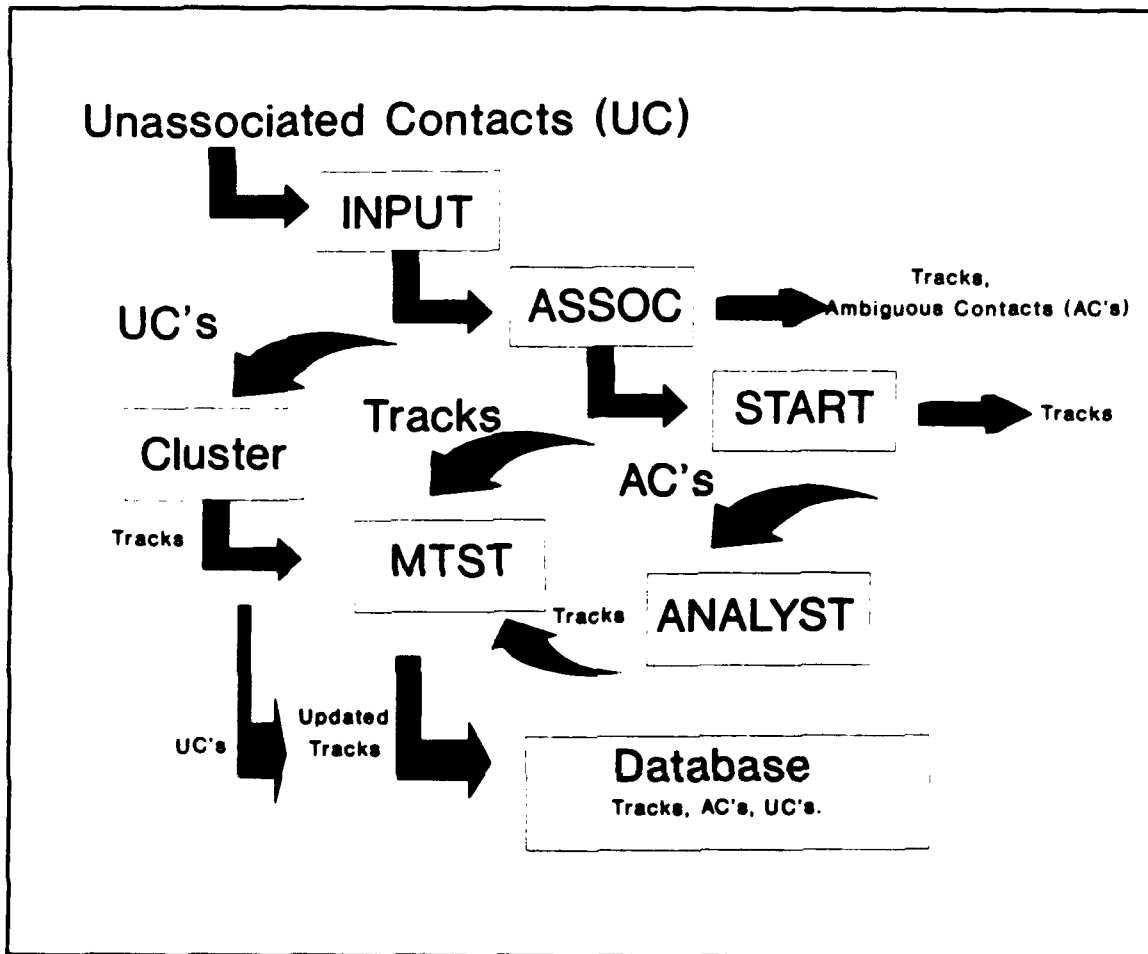 Unassociated Contacts (UC)
INPUT
ASSOC
Tracks,
Ambiguous Contacts (AC's)
UC's
START
Tracks
Tracks
Cluster
AC's
Tracks
MTST
Tracks
ANALYST
UC's
Updated
Tracks
Database
Tracks, AC's, UC's.